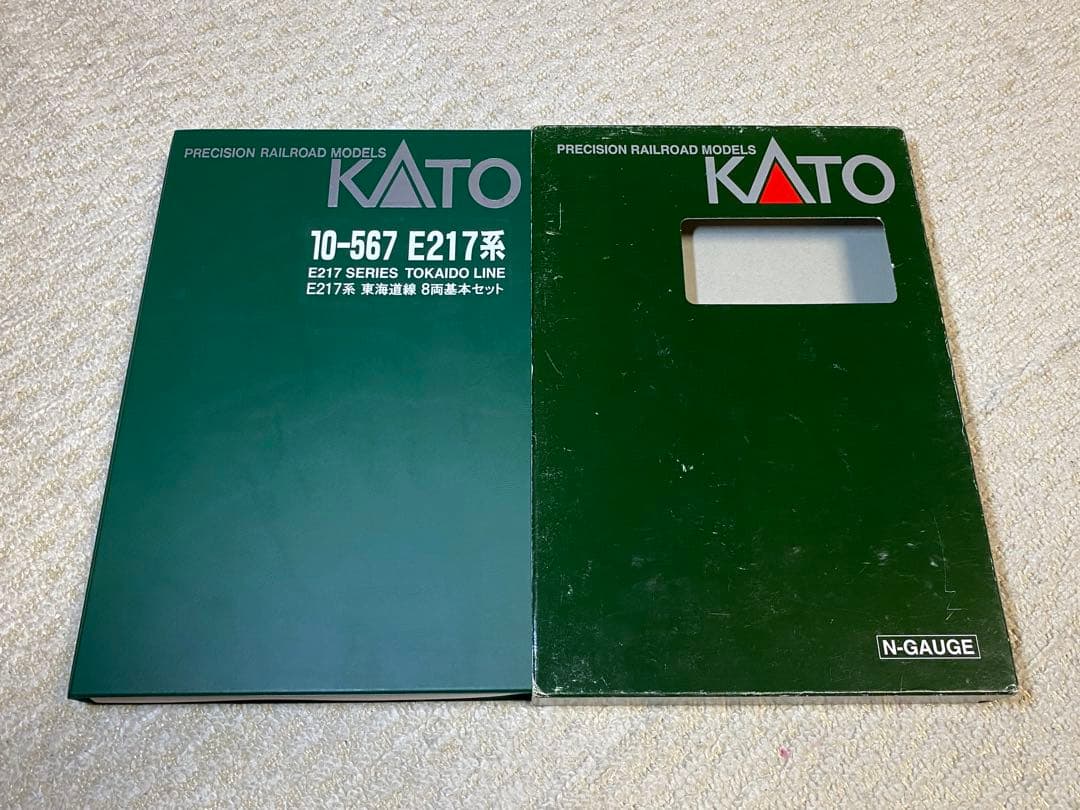 PRECISION RAILROAD MODELS
KATO
10-567 E217系
E217 SERIES TOKAIDO LINE
E217系 東海道線 8両基本セット
PRECISION RAILROAD MODELS
KATO
N-GAUGE